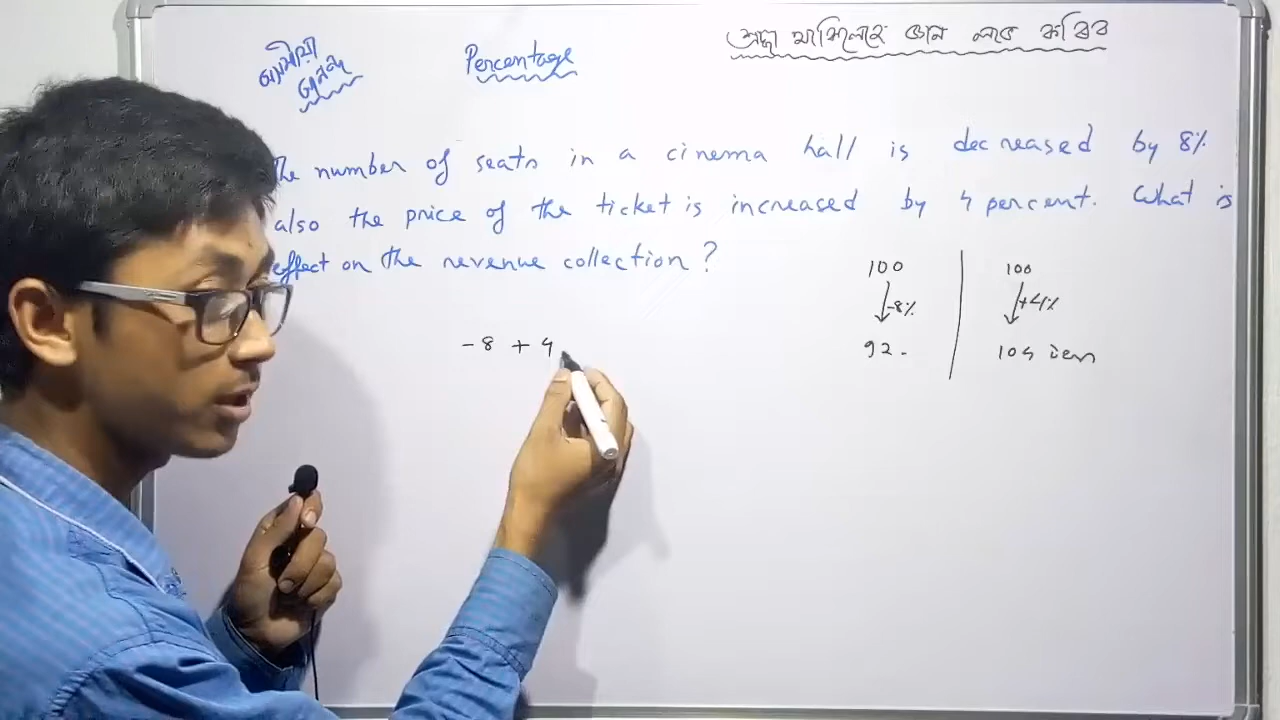 Percentage
শ্রদ্ধা থাকিলেহে জ্ঞান লাভ কৰিব
The number of seats in a cinema hall is decreased by 8%
also the price of the ticket is increased by 4 percent. What is
effect on the revenue collection ?
100 100
-8% +4%
92. 104
-8 + 4